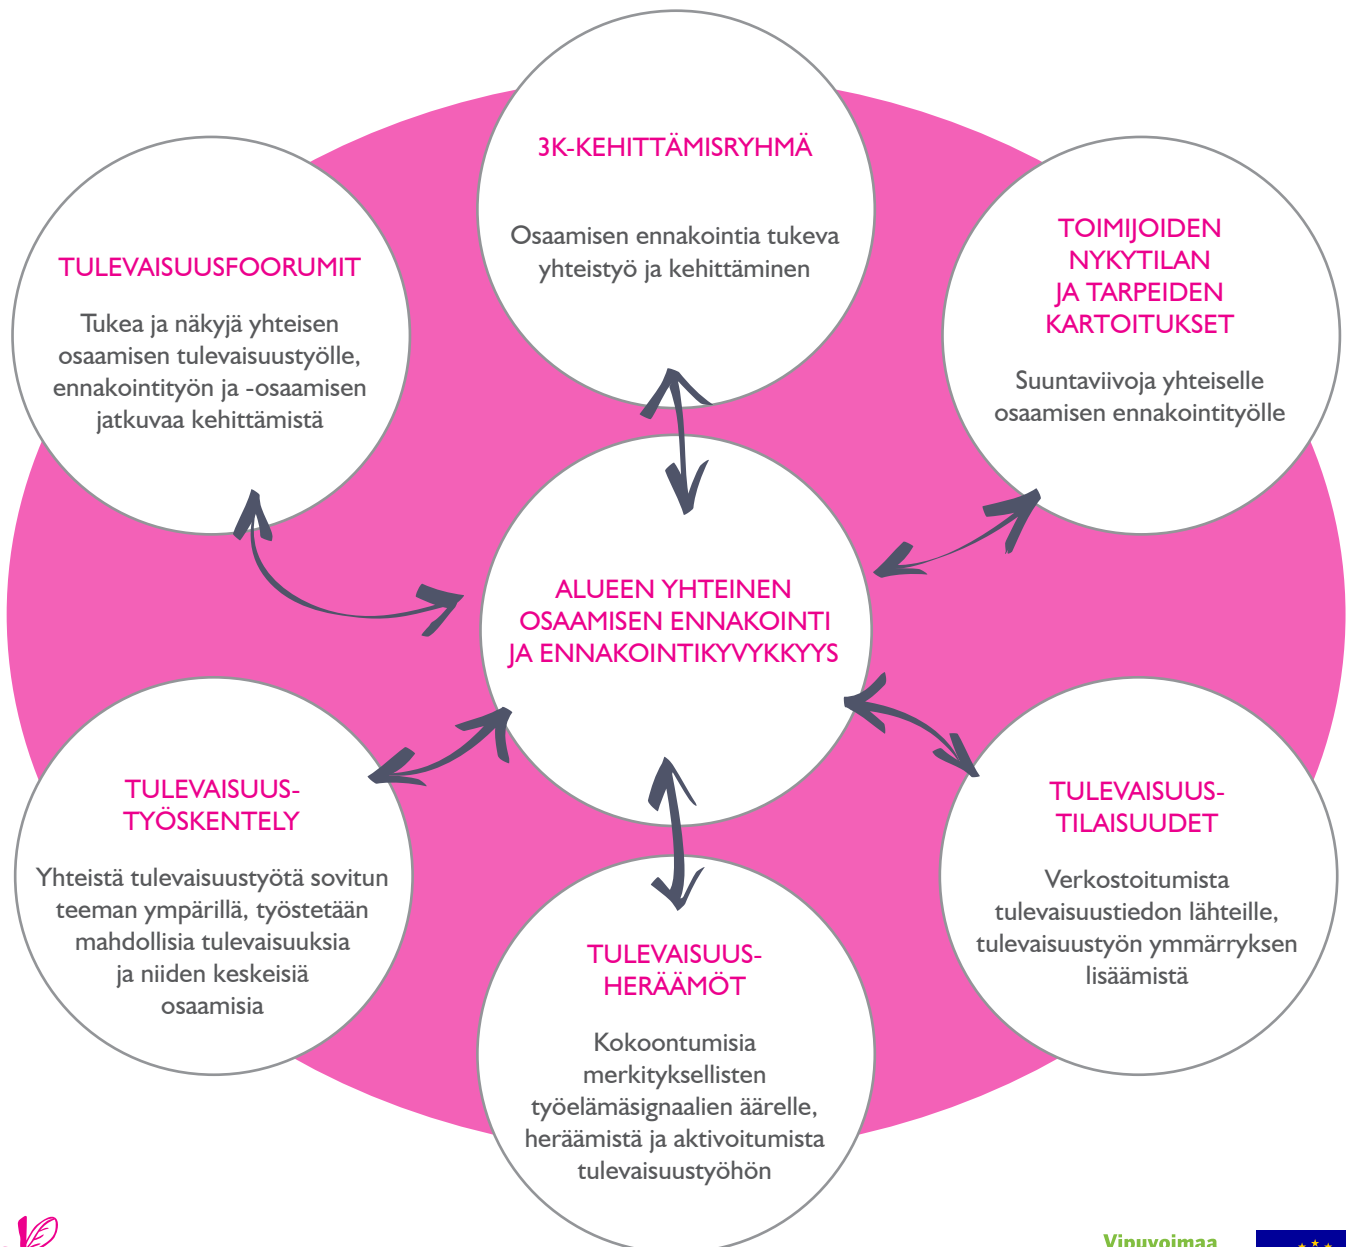 3K-KEHITTÄMISRYHMÄ
Osaamisen ennakointia tukeva
yhteistyö ja kehittäminen
TULEVAISUUSFOORUMIT
Tukea ja näkyjä yhteisen
osaamisen tulevaisuustyölle,
ennakointityön ja -osaamisen
jatkuvaa kehittämistä
TOIMIJOIDEN
NYKYTILAN
JA TARPEIDEN
KARTOITUKSET
Suuntaviivoja yhteiselle
osaamisen ennakointityölle
ALUEEN YHTEINEN
OSAAMISEN ENNAKOINTI
JA ENNAKOINTIKYVYKKYYS
TULEVAISUUS-
TYÖSKENTELY
Yhteistä tulevaisuustyötä sovitun
teeman ympärillä, työstetään
mahdollisia tulevaisuuksia
ja niiden keskeisiä
osaamisia
TULEVAISUUS-
HERÄÄMÖT
Kokoontumisia
merkityksellisten
työelämäsignaalien äärelle,
heräämistä ja aktivoitumista
tulevaisuustyöhön
TULEVAISUUS-
TILAISUUDET
Verkostoitumista
tulevaisuustiedon lähteille,
tulevaisuustyön ymmärryksen
lisäämistä
Vipuvoimaa